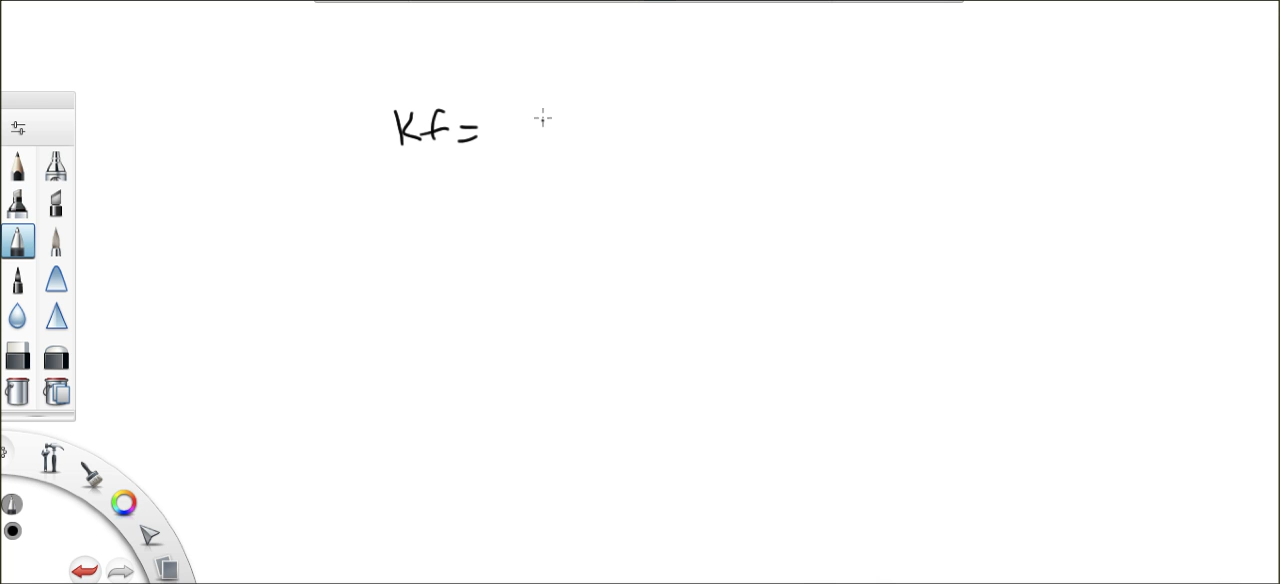 Kf =